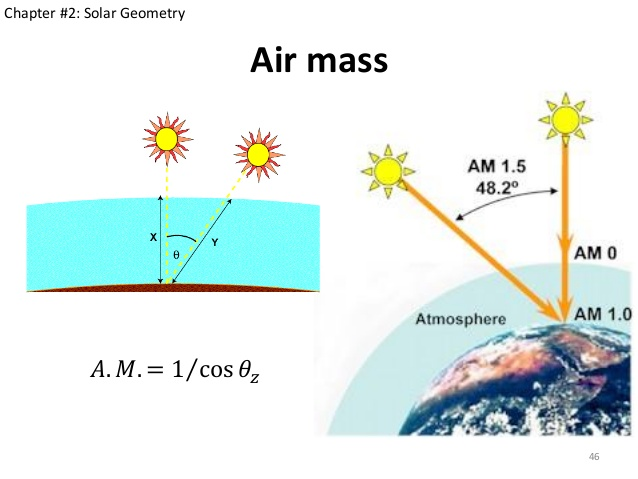 Chapter #2: Solar Geometry
Air mass
X
θ
Y
A.M.= 1/cos θz
AM 1.5
48.2º
AM 0
AM 1.0
Atmosphere
46